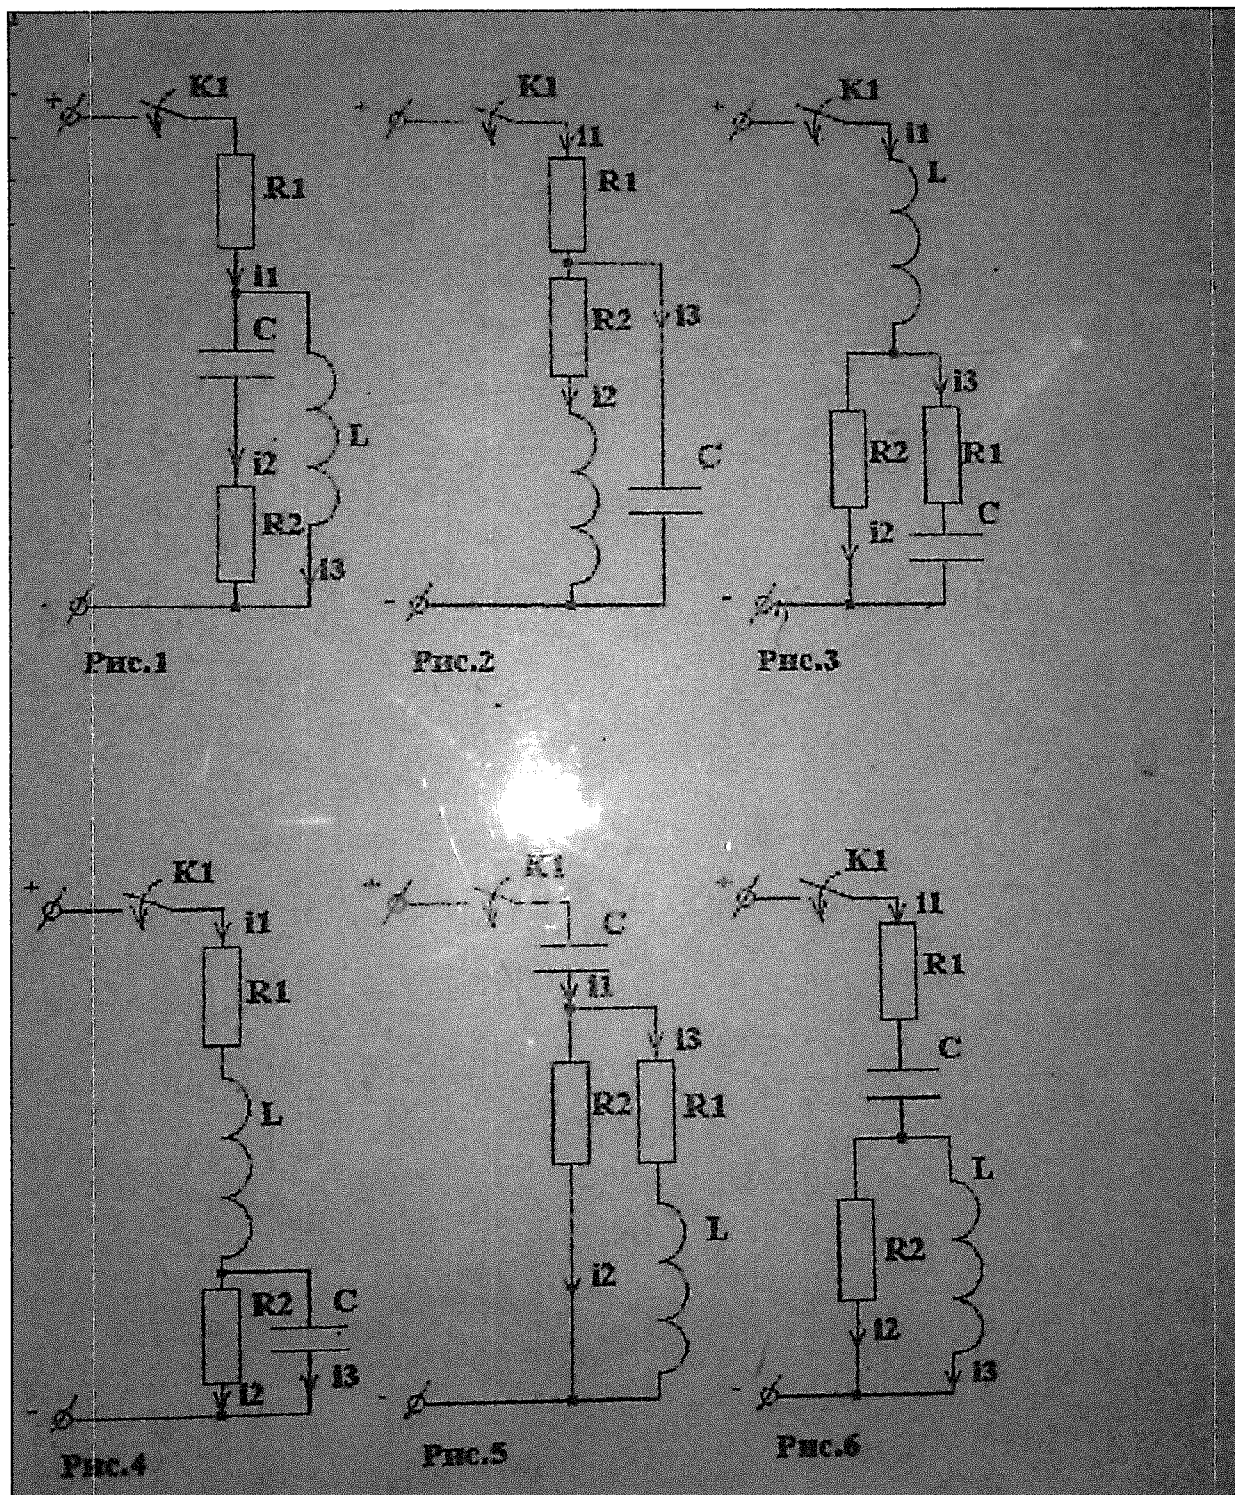 K1 K1 K1
+ + +
i1 i1
R1 R1 L
i1
C R2 i3
i3
i2 R2 R1
L C
i2 C
R2 i2
i3
- - -
Рис.1 Рис.2 Рис.3
K1 K1 K1
+ + +
i1 C i1
R1 R1
i1 C
i3
L R2 R1
L
L
i2 R2
R2 C
i2 i3 i2 i3
- - -
Рис.4 Рис.5 Рис.6